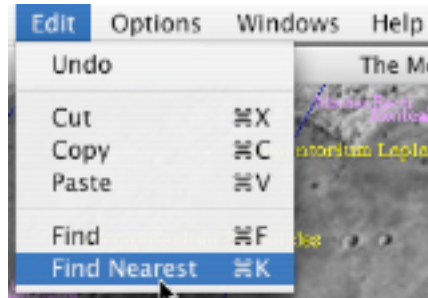 Edit Options Windows Help
Undo
The Mo
Cut ⌘X
Copy ⌘C
Paste ⌘V
Find ⌘F
Find Nearest ⌘K